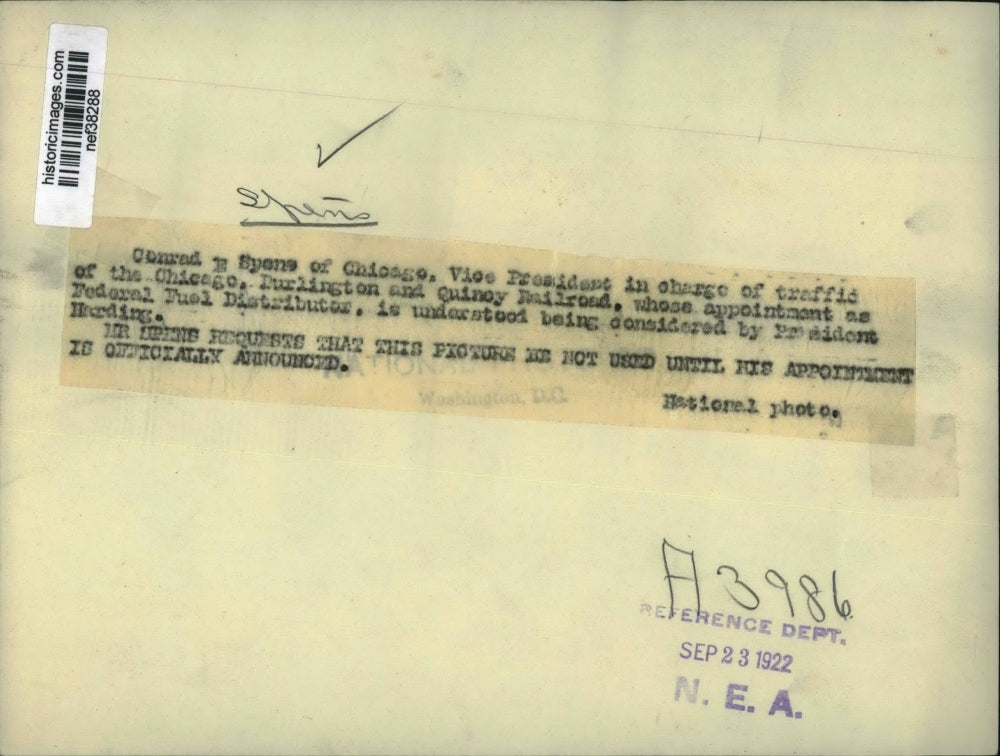 historicimages.com
nef38288
Spens
Conrad E Spens of Chicago, Vice President in charge of traffic
of the Chicago, Burlington and Quincy Railroad, whose appointment as
Federal Fuel Distributor, is understood being considered by President
Harding.
MR SPENS REQUESTS THAT THIS PICTURE BE NOT USED UNTIL HIS APPOINTMENT
IS OFFICIALLY ANNOUNCED.
NATIONAL
Washington, D.C.
National photo.
A3986
REFERENCE DEPT.
SEP 23 1922
N. E. A.